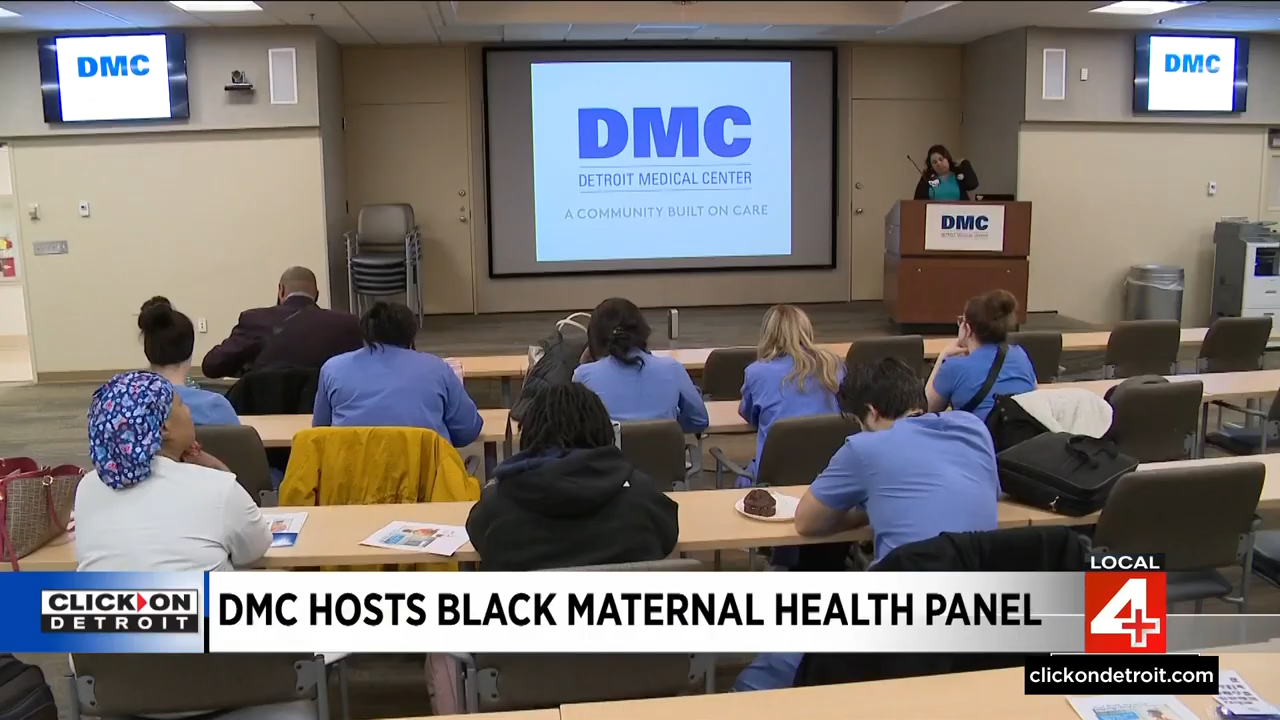 DMC
DMC
DMC
DETROIT MEDICAL CENTER
A COMMUNITY BUILT ON CARE
DMC
DETROIT MEDICAL CENTER
CLICK ON
DETROIT
DMC HOSTS BLACK MATERNAL HEALTH PANEL
LOCAL
4
clickondetroit.com